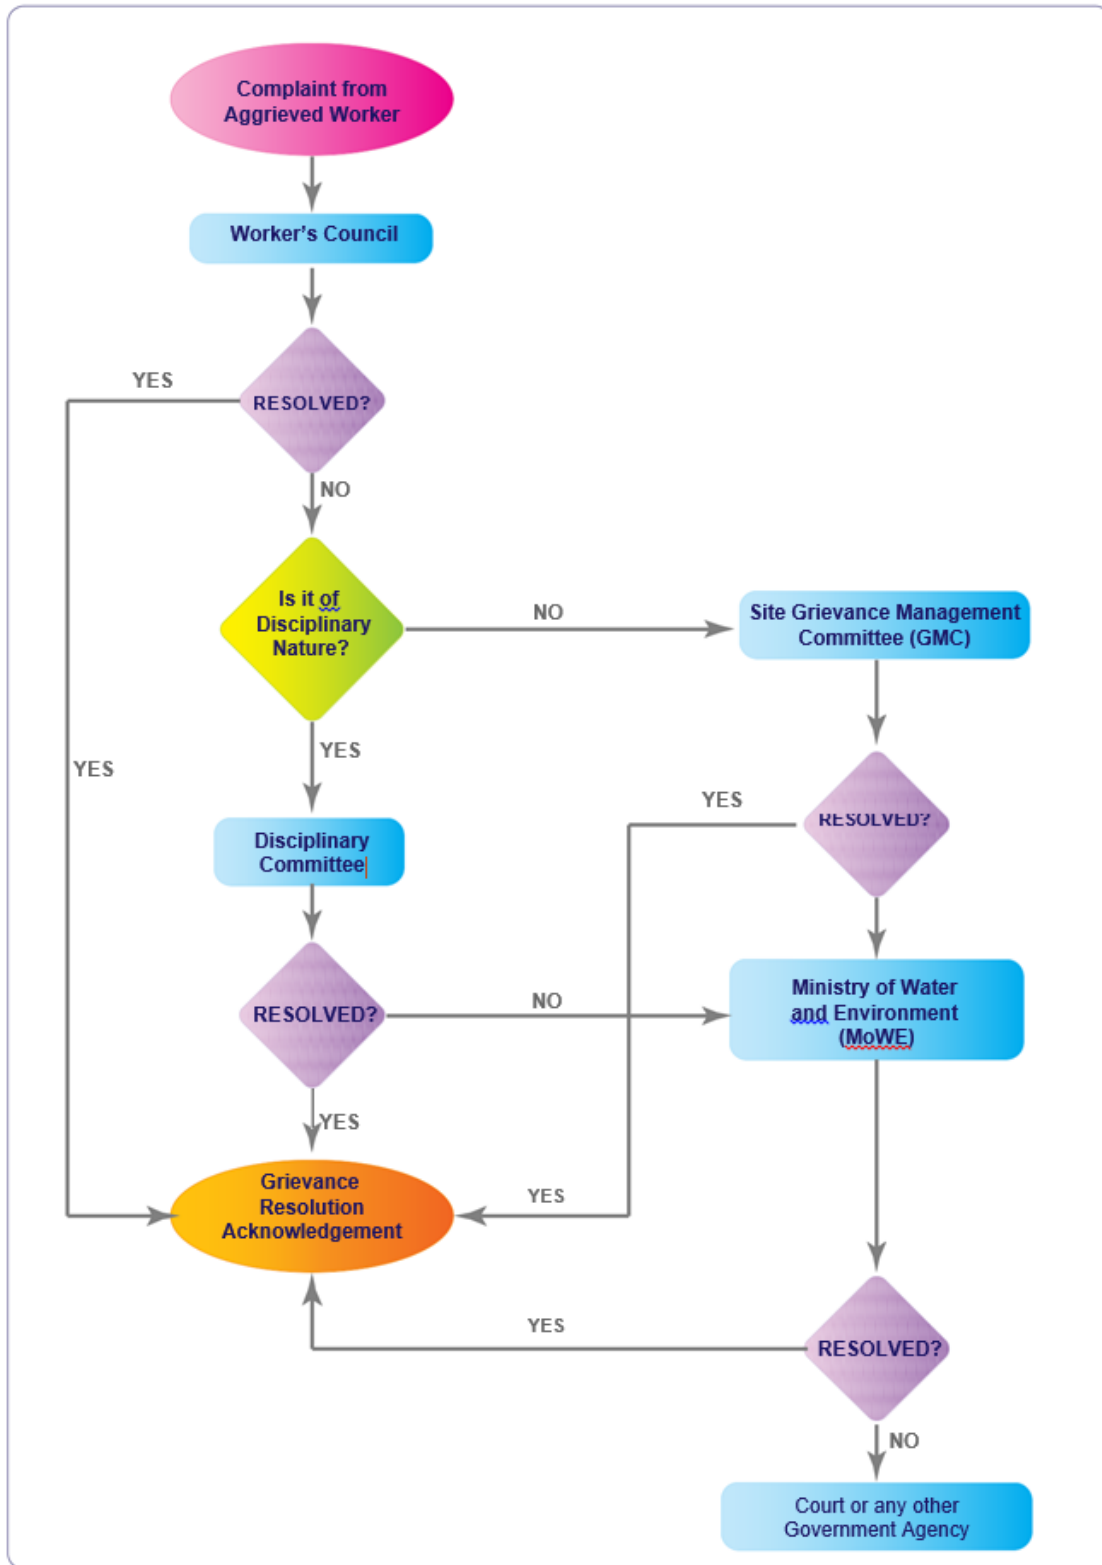 Complaint from
Aggrieved Worker
Worker's Council
YES
RESOLVED?
NO
Is it of
Disciplinary
Nature?
NO
Site Grievance Management
Committee (GMC)
YES
YES
Disciplinary
Committee
YES
RESOLVED?
RESOLVED?
NO
Ministry of Water
and Environment
(MoWE)
YES
Grievance
Resolution
Acknowledgement
YES
YES
RESOLVED?
NO
Court or any other
Government Agency